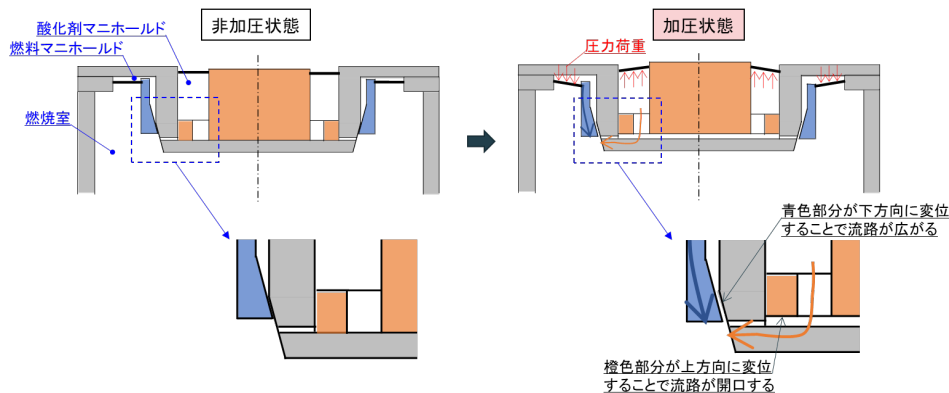 酸化剤マニホールド
燃料マニホールド
非加圧状態
燃焼室
加圧状態
圧力荷重
青色部分が下方向に変位
することで流路が広がる
橙色部分が上方向に変位
することで流路が開口する